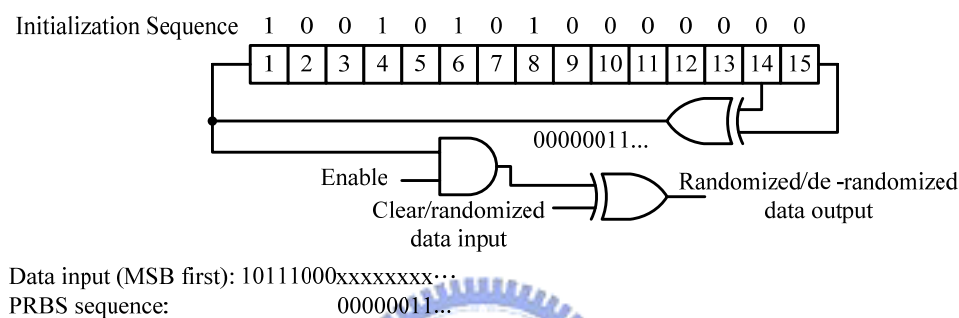 Initialization Sequence 1 0 0 1 0 1 0 1 0 0 0 0 0 0 0
1 2 3 4 5 6 7 8 9 10 11 12 13 14 15
00000011...
Enable
Clear/randomized
data input
Randomized/de -randomized
data output
Data input (MSB first): 10111000xxxxxxxx···
PRBS sequence: 00000011...